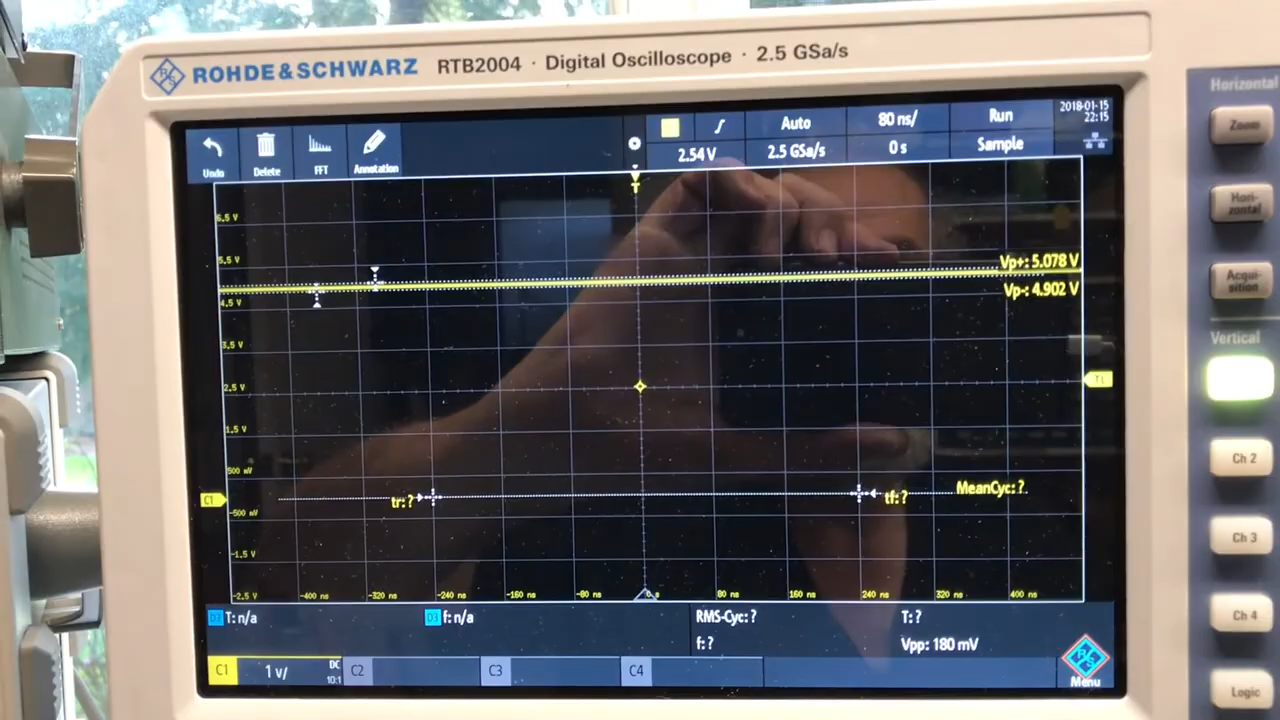 ROHDE&SCHWARZ RTB2004 · Digital Oscilloscope · 2.5 GSa/s
Horizontal
Undo
Delete
FFT
Annotation
2.54 V
Auto
2.5 GSa/s
80 ns/
0 s
Run
Sample
2018-01-15
22:15
Zoom
Hori-
zontal
Acqui-
sition
Vertical
T
6,5 V
5,5 V
4,5 V
3,5 V
2,5 V
1,5 V
500 mV
-500 mV
-1,5 V
-2,5 V
Vp+: 5.078 V
Vp-: 4.902 V
T1
C1
tr: ?
tf: ?
MeanCyc: ?
-400 ns
-320 ns
-240 ns
-160 ns
-80 ns
0 s
80 ns
160 ns
240 ns
320 ns
400 ns
D3 T: n/a
D3 f: n/a
RMS-Cyc: ?
T: ?
f: ?
Vpp: 180 mV
C1
1 V/
DC
10:1
C2
C3
C4
R&S
Menu
Ch 2
Ch 3
Ch 4
Logic